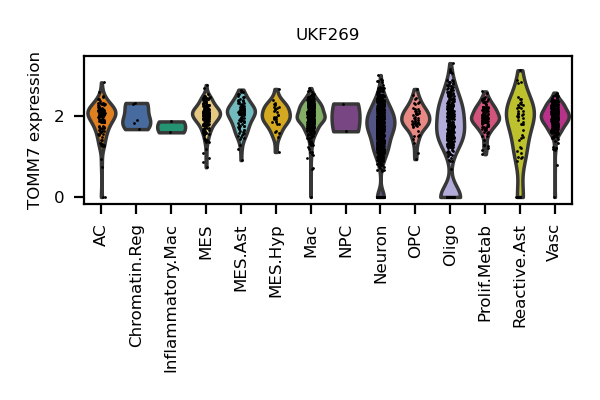 UKF269
TOMM7 expression
2
0
AC
Chromatin.Reg
Inflammatory.Mac
MES
MES.Ast
MES.Hyp
Mac
NPC
Neuron
OPC
Oligo
Prolif.Metab
Reactive.Ast
Vasc